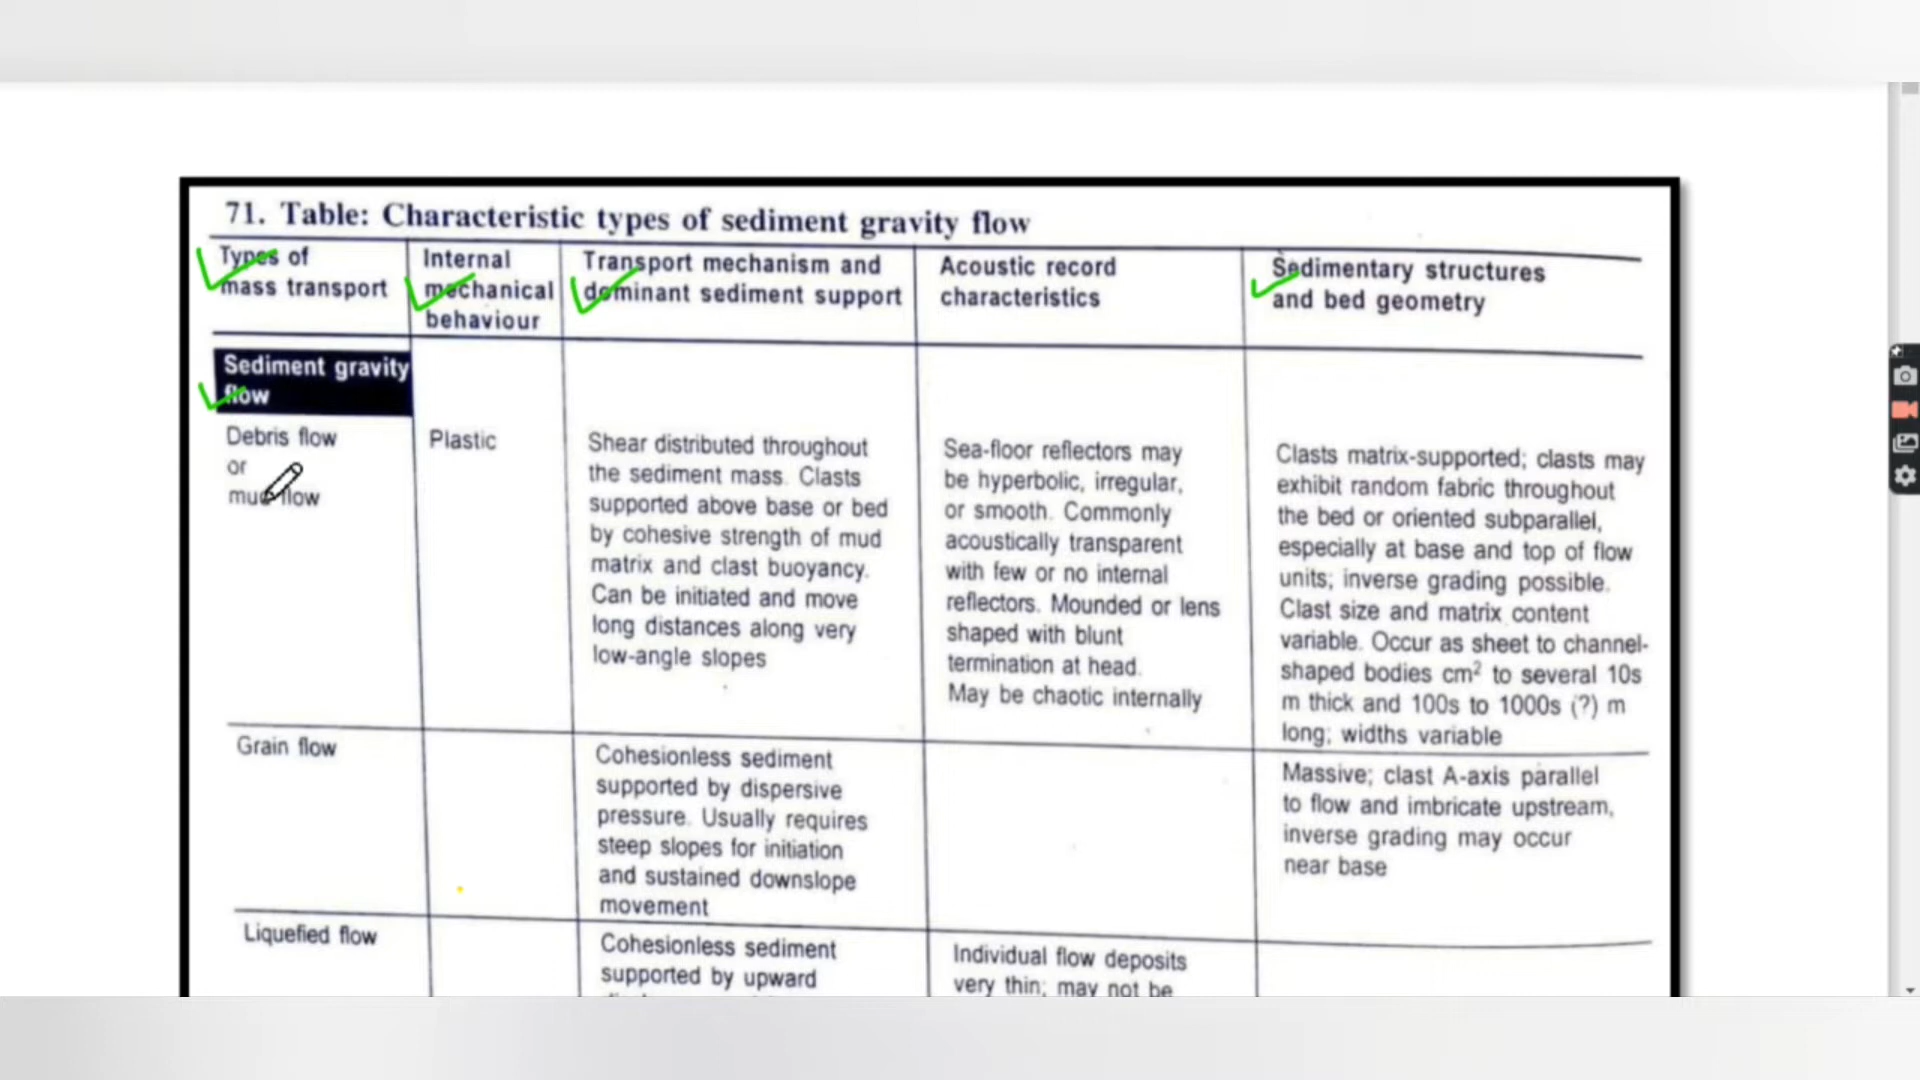 71. Table: Characteristic types of sediment gravity flow
Types of
mass transport
Internal
mechanical
behaviour
Transport mechanism and
dominant sediment support
Acoustic record
characteristics
Sedimentary structures
and bed geometry
Sediment gravity
flow
Debris flow
or
mud flow
Plastic
Shear distributed throughout
the sediment mass. Clasts
supported above base or bed
by cohesive strength of mud
matrix and clast buoyancy.
Can be initiated and move
long distances along very
low-angle slopes
Sea-floor reflectors may
be hyperbolic, irregular,
or smooth. Commonly
acoustically transparent
with few or no internal
reflectors. Mounded or lens
shaped with blunt
termination at head.
May be chaotic internally
Clasts matrix-supported; clasts may
exhibit random fabric throughout
the bed or oriented subparallel,
especially at base and top of flow
units; inverse grading possible.
Clast size and matrix content
variable. Occur as sheet to channel-
shaped bodies cm² to several 10s
m thick and 100s to 1000s (?) m
long; widths variable
Grain flow
Cohesionless sediment
supported by dispersive
pressure. Usually requires
steep slopes for initiation
and sustained downslope
movement
Massive; clast A-axis parallel
to flow and imbricate upstream,
inverse grading may occur
near base
Liquefied flow
Cohesionless sediment
supported by upward
Individual flow deposits
very thin; may not be